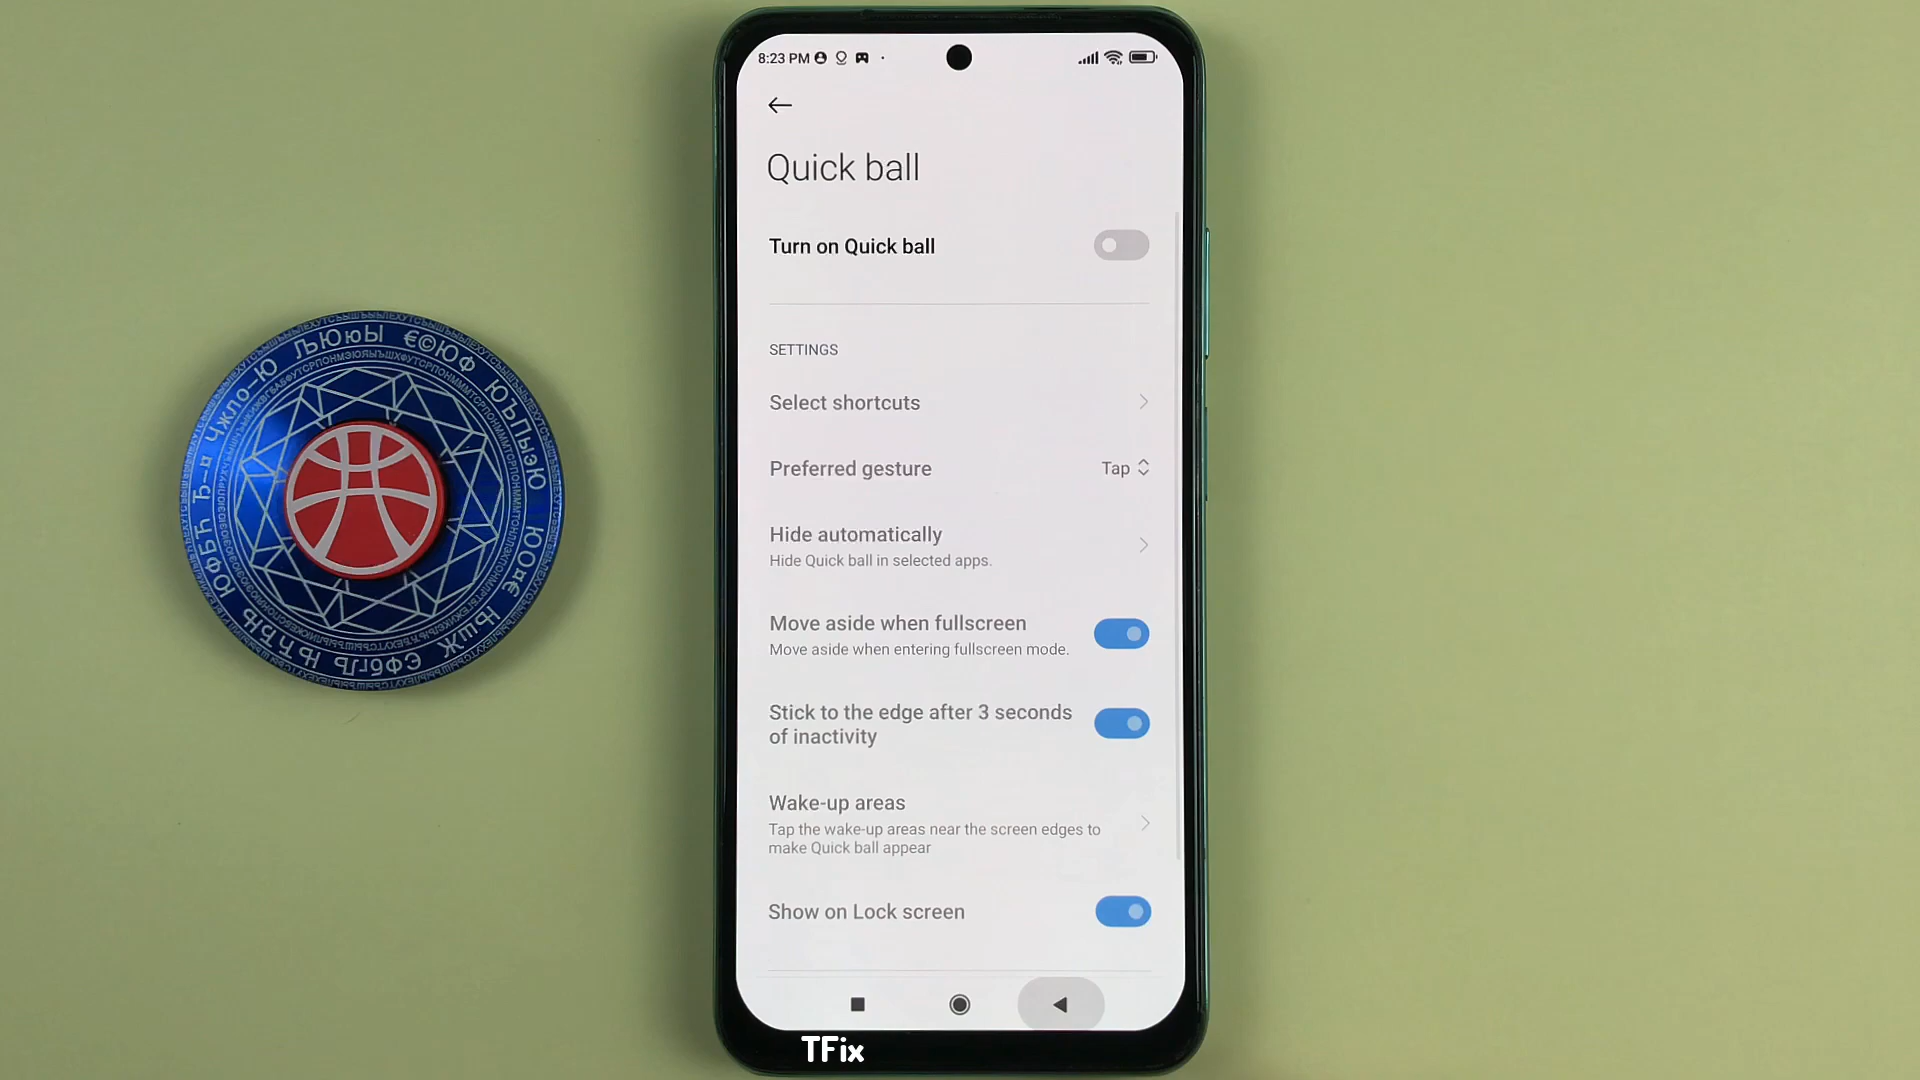 8:23 PM
Quick ball
Turn on Quick ball
SETTINGS
Select shortcuts
Preferred gesture
Tap
Hide automatically
Hide Quick ball in selected apps.
Move aside when fullscreen
Move aside when entering fullscreen mode.
Stick to the edge after 3 seconds
of inactivity
Wake-up areas
Tap the wake-up areas near the screen edges to
make Quick ball appear
Show on Lock screen
TFix